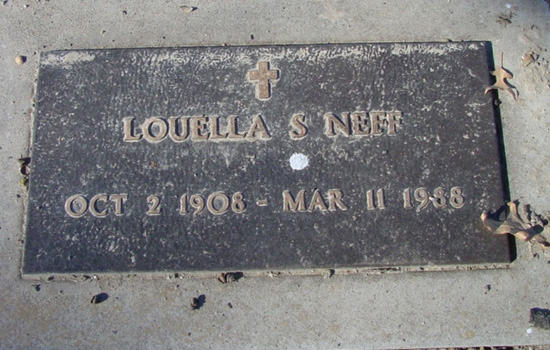 LOUELLA S NEFF
OCT 2 1908 - MAR 11 1988